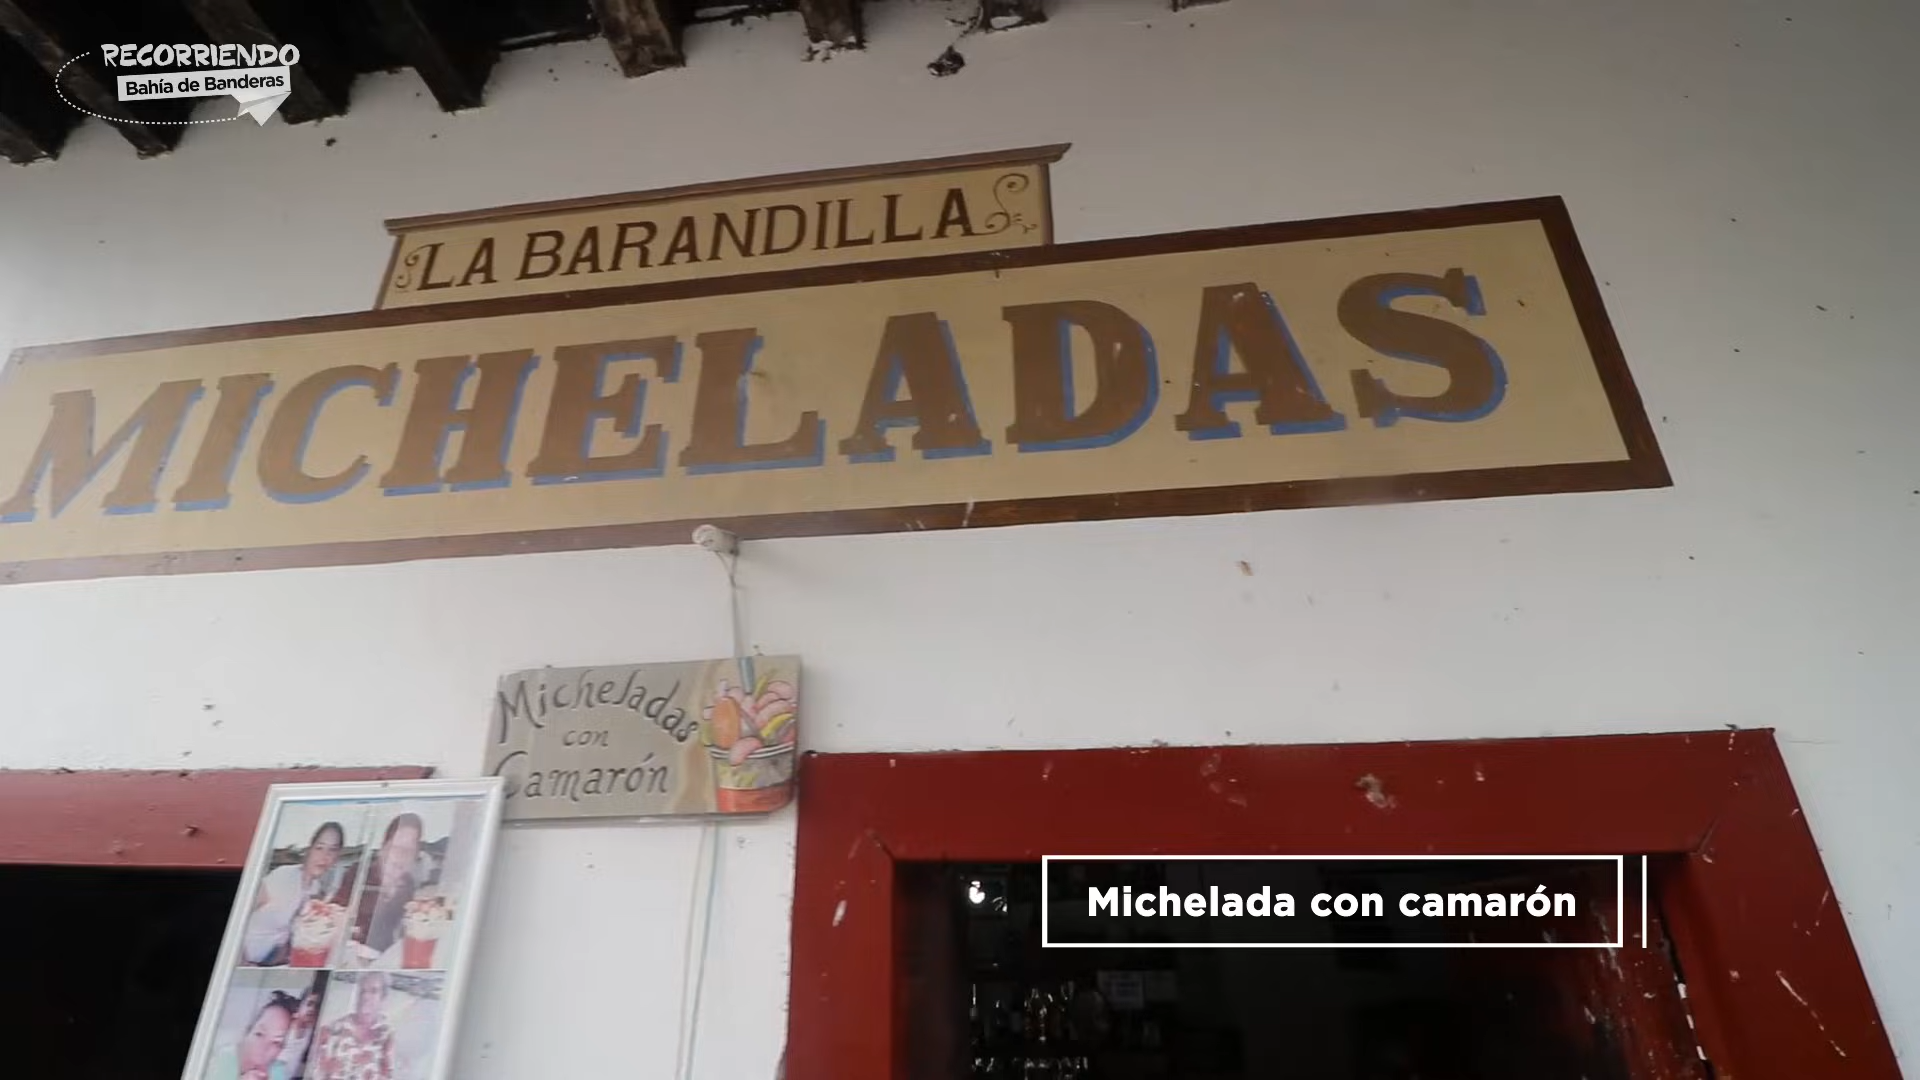 RECORRIENDO
Bahía de Banderas
LA BARANDILLA
MICHELADAS
Micheladas
con
Camarón
Michelada con camarón